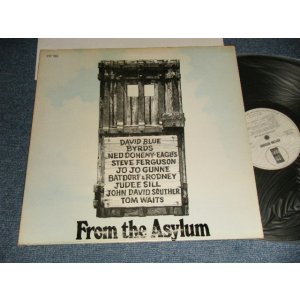 DAVID BLUE
BYRDS
NED DOHENY·EAGLES
STEVE FERGUSON
JO JO GUNNE
BATDORF & RODNEY
JUDEE SILL
JOHN DAVID SOUTHER
TOM WAITS
From the Asylum